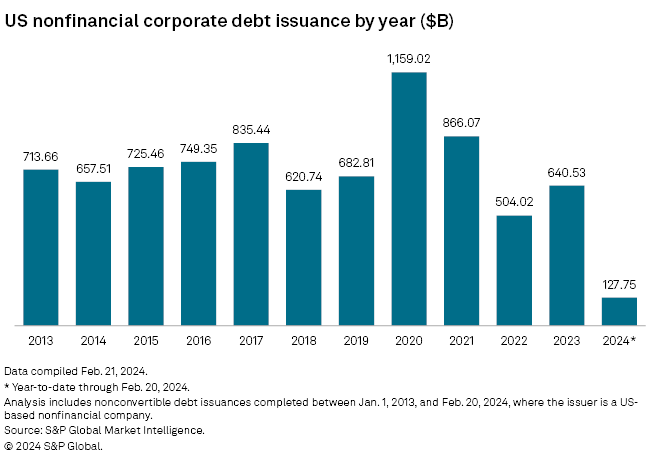 US nonfinancial corporate debt issuance by year ($B)
1,159.02
866.07
835.44
749.35
725.46
713.66
682.81
657.51
640.53
620.74
504.02
127.75
2013 2014 2015 2016 2017 2018 2019 2020 2021 2022 2023 2024*
Data compiled Feb. 21, 2024.
* Year-to-date through Feb. 20, 2024.
Analysis includes nonconvertible debt issuances completed between Jan. 1, 2013, and Feb. 20, 2024, where the issuer is a US-
based nonfinancial company.
Source: S&P Global Market Intelligence.
© 2024 S&P Global.